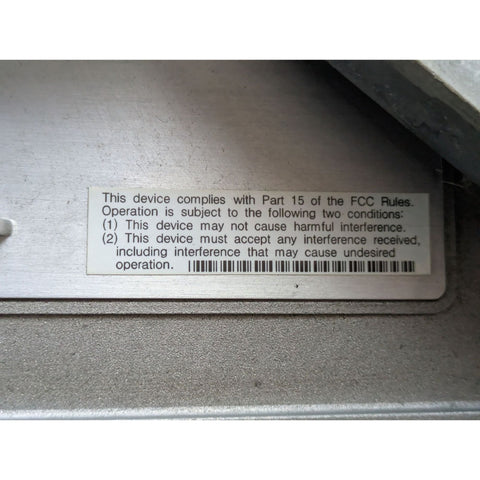 This device complies with Part 15 of the FCC Rules.
Operation is subject to the following two conditions:
(1) This device may not cause harmful interference.
(2) This device must accept any interference received,
including interference that may cause undesired
operation.